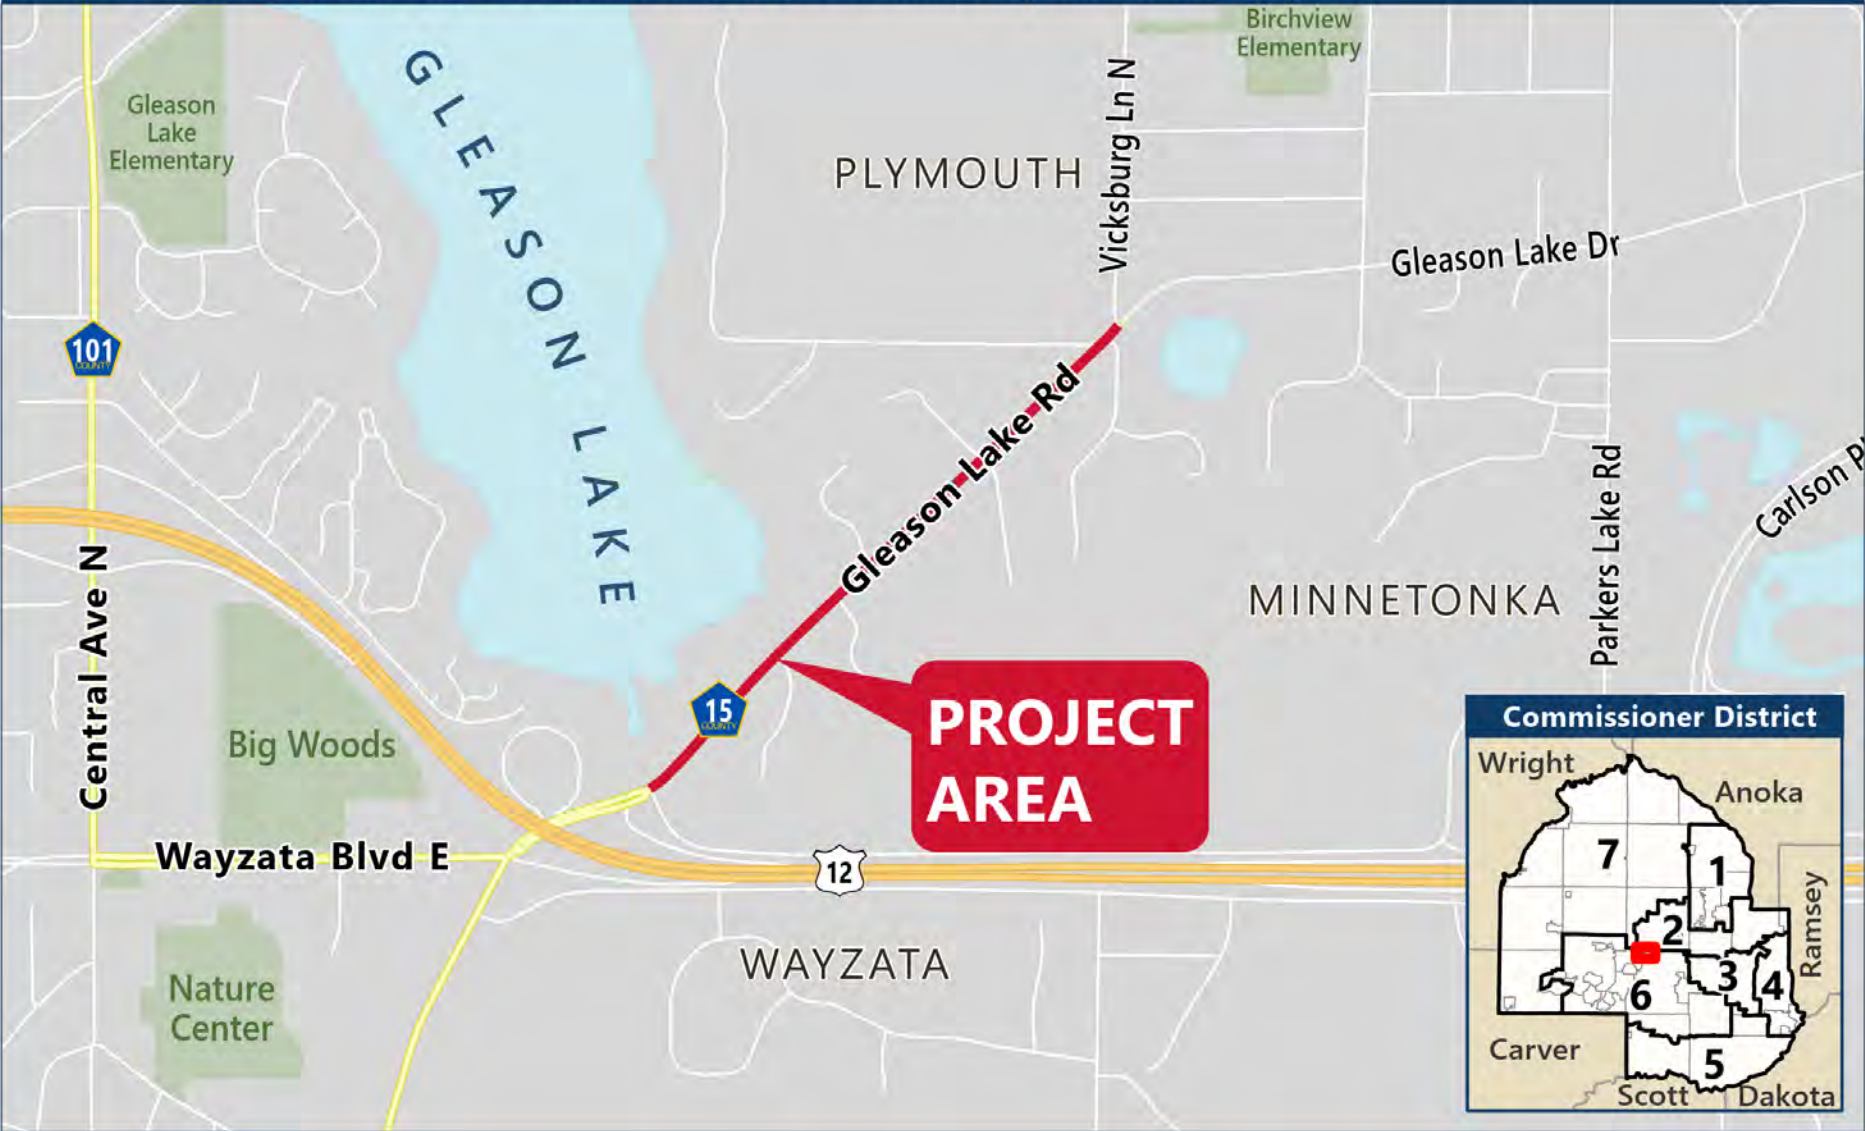 Birchview
Elementary
Gleason
Lake
Elementary
GLEASON LAKE
PLYMOUTH
Vicksburg Ln N
Gleason Lake Dr
101
COUNTY
Gleason Lake Rd
Parkers Lake Rd
Carlson P
Central Ave N
MINNETONKA
15
COUNTY
PROJECT
AREA
Big Woods
Wayzata Blvd E
12
WAYZATA
Nature
Center
Commissioner District
Wright
Anoka
7
1
2
Ramsey
3
4
6
Carver
5
Scott
Dakota